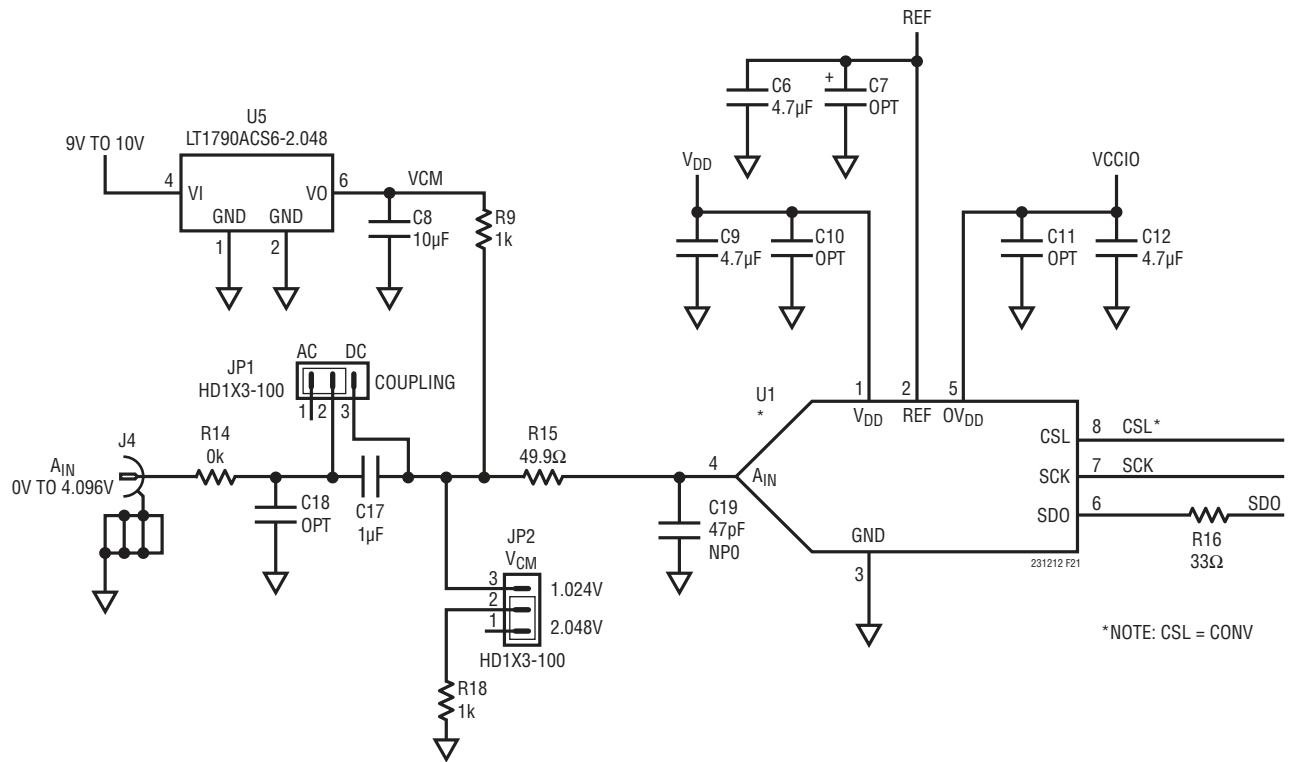 REF
C6
4.7µF
+
C7
OPT
U5
LT1790ACS6-2.048
9V TO 10V
4
VI
VO
6
VCM
GND
GND
1
2
C8
10µF
R9
1k
VDD
C9
4.7µF
C10
OPT
VCCIO
C11
OPT
C12
4.7µF
AC
DC
JP1
HD1X3-100
COUPLING
1
2
3
U1
*
1
2
5
VDD
REF
OVDD
CSL
8
CSL*
SCK
7
SCK
SDO
6
SDO
R16
33Ω
J4
AIN
0V TO 4.096V
R14
0k
C18
OPT
C17
1µF
R15
49.9Ω
4
AIN
C19
47pF
NP0
GND
3
231212 F21
JP2
VCM
3
1.024V
2
1
2.048V
HD1X3-100
R18
1k
*NOTE: CSL = CONV